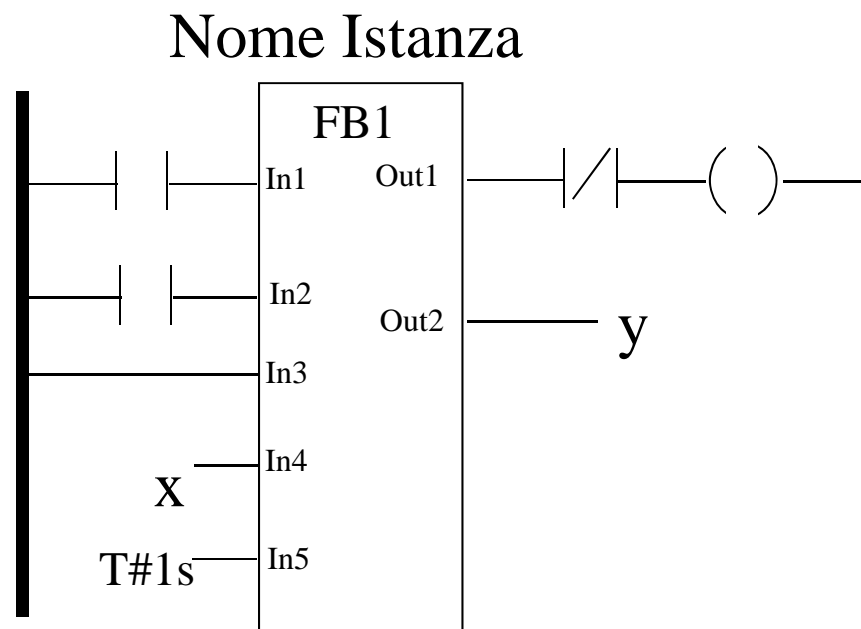 Nome Istanza
FB1
In1
Out1
In2
Out2
y
In3
In4
x
In5
T#1s